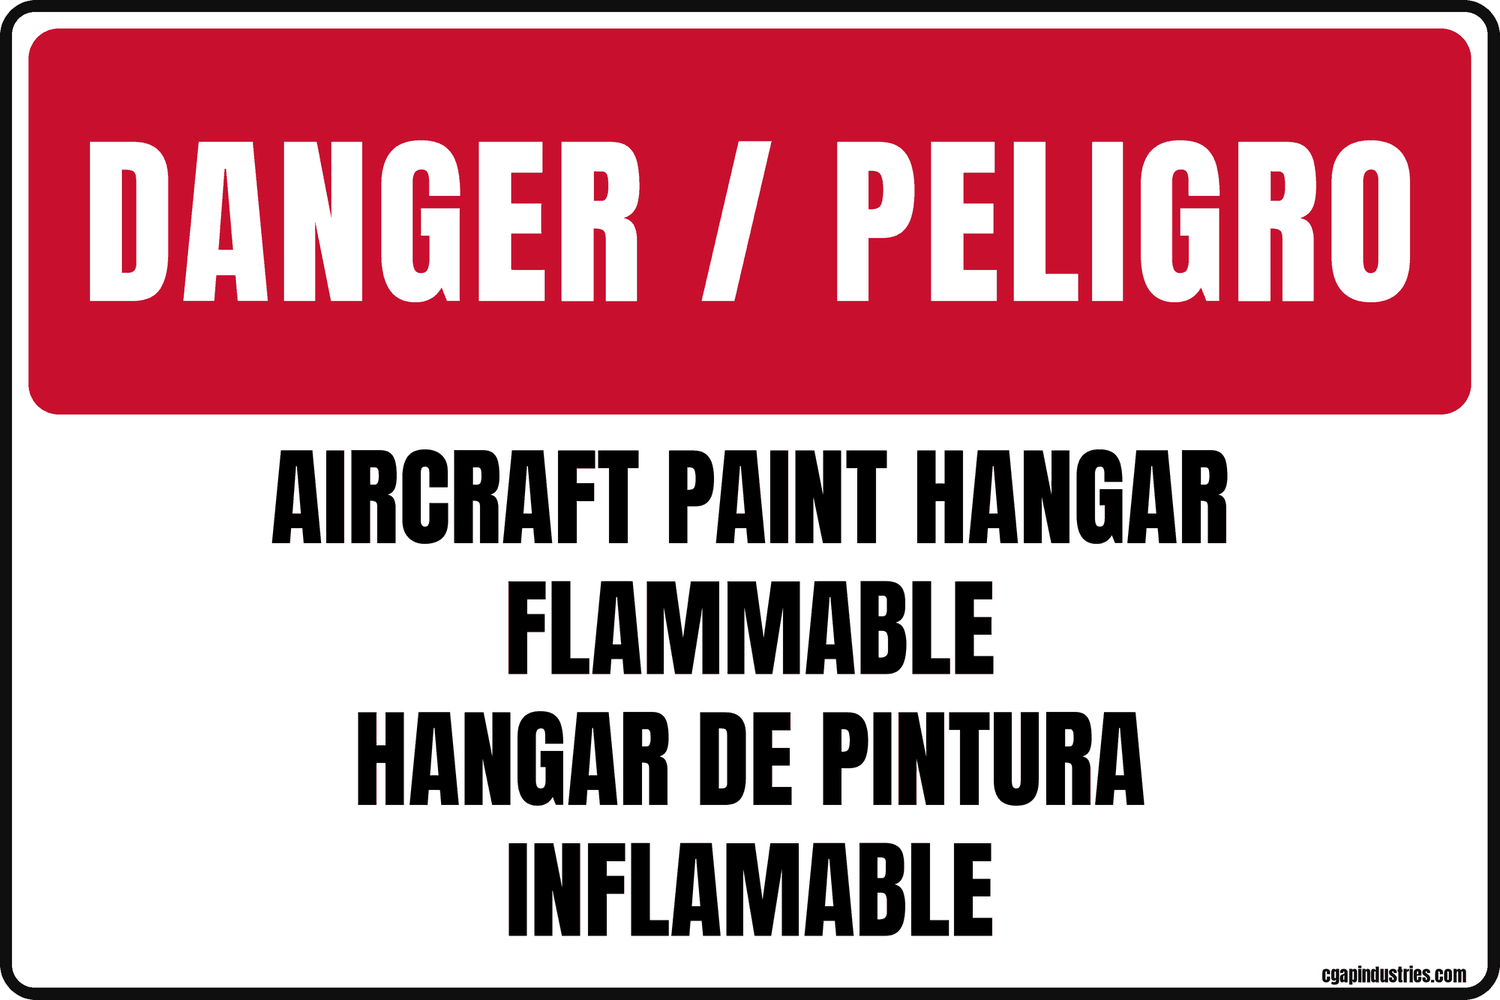 DANGER / PELIGRO
AIRCRAFT PAINT HANGAR
FLAMMABLE
HANGAR DE PINTURA
INFLAMABLE
cgapindustries.com